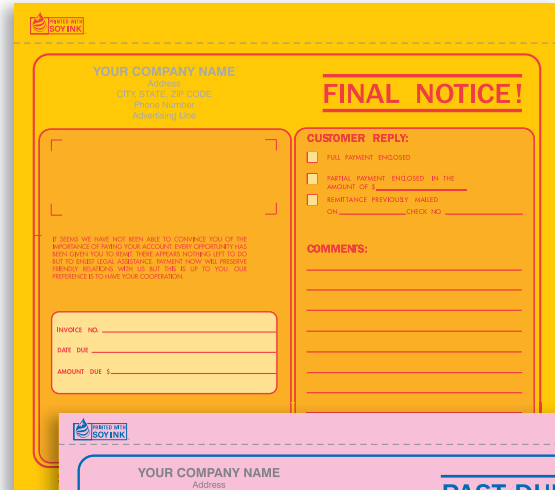 PRINTED WITH
SOY INK
YOUR COMPANY NAME
Address
CITY, STATE, ZIP CODE
Phone Number
Advertising Line
FINAL NOTICE!
IT SEEMS WE HAVE NOT BEEN ABLE TO CONVINCE YOU OF THE
IMPORTANCE OF PAYING YOUR ACCOUNT. EVERY OPPORTUNITY HAS
BEEN GIVEN YOU TO REMIT. THERE APPEARS NOTHING LEFT TO DO
BUT TO ENLIST LEGAL ASSISTANCE. PAYMENT NOW WILL PRESERVE
FRIENDLY RELATIONS WITH US BUT THIS IS UP TO YOU. OUR
PREFERENCE IS TO HAVE YOUR COOPERATION.
INVOICE NO.
DATE DUE
AMOUNT DUE $
CUSTOMER REPLY:
FULL PAYMENT ENCLOSED
PARTIAL PAYMENT ENCLOSED IN THE
AMOUNT OF $
REMITTANCE PREVIOUSLY MAILED
ON CHECK NO.
COMMENTS:
PRINTED WITH
SOY INK
YOUR COMPANY NAME
Address
PAST DU